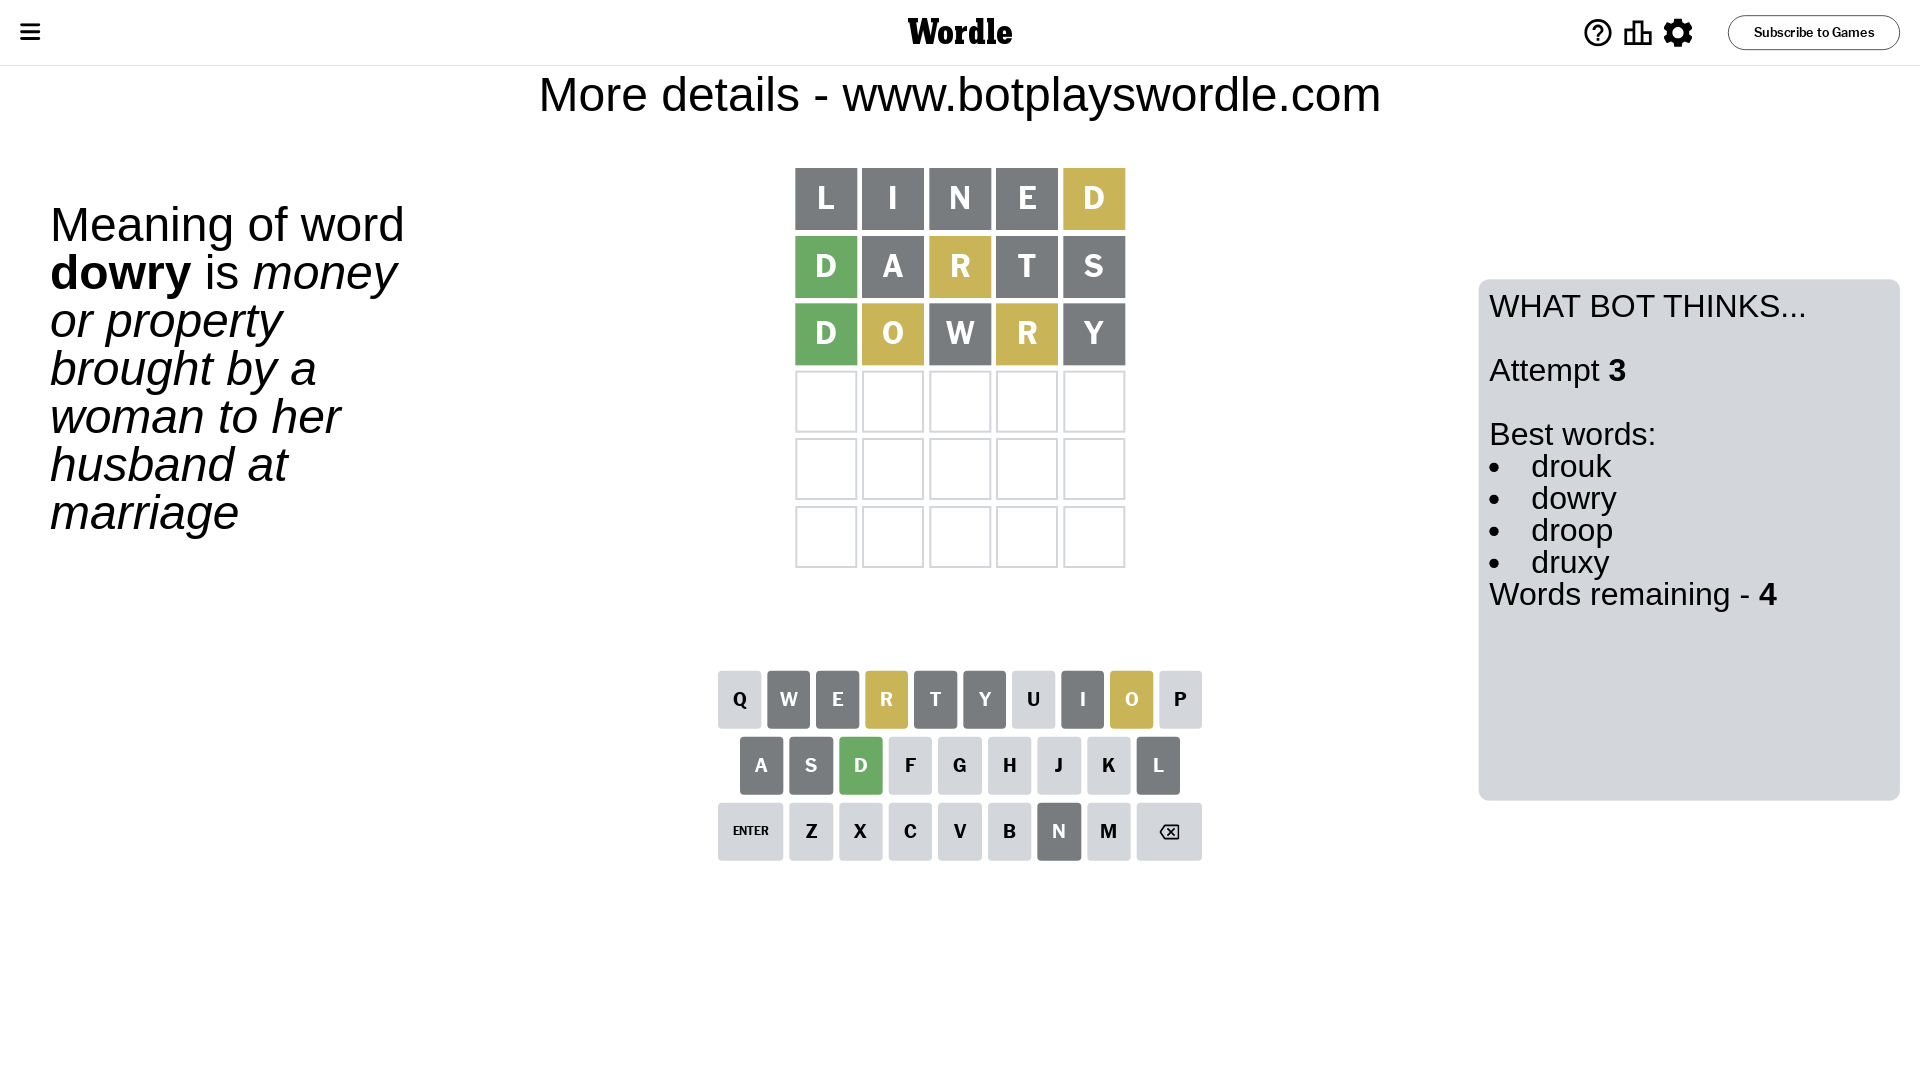 Wordle
Subscribe to Games
More details - www.botplayswordle.com
Meaning of word
dowry is money
or property
brought by a
woman to her
husband at
marriage
L I N E D
D A R T S
D O W R Y
WHAT BOT THINKS...
Attempt 3
Best words:
• drouk
• dowry
• droop
• druxy
Words remaining - 4
Q W E R T Y U I O P
A S D F G H J K L
ENTER Z X C V B N M